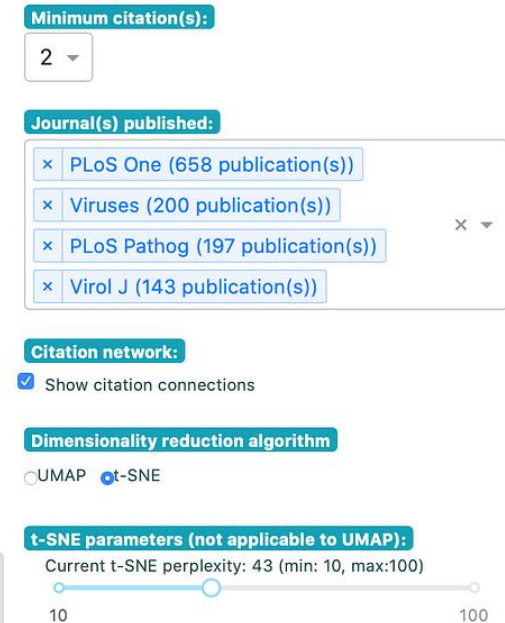 Minimum citation(s):
2
Journal(s) published:
× PLoS One (658 publication(s))
× Viruses (200 publication(s))
× PLoS Pathog (197 publication(s))
× Virol J (143 publication(s))
×
Citation network:
Show citation connections
Dimensionality reduction algorithm
UMAP t-SNE
t-SNE parameters (not applicable to UMAP):
Current t-SNE perplexity: 43 (min: 10, max:100)
10 100